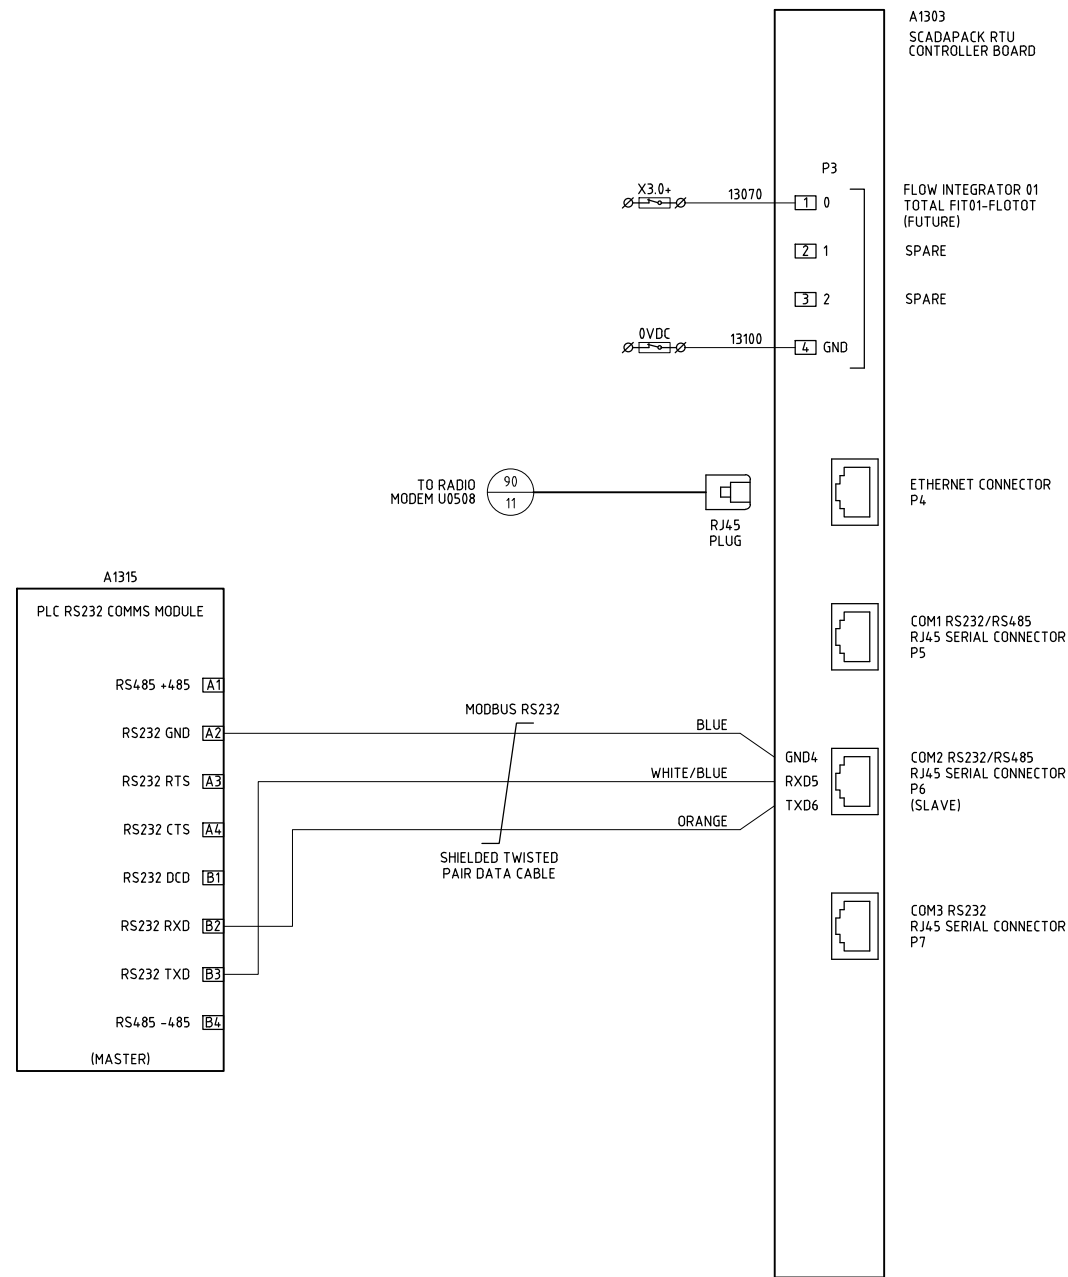 A1303
SCADAPACK RTU
CONTROLLER BOARD
P3
X3.0+
13070
1 0
FLOW INTEGRATOR 01
TOTAL FIT01-FLOTOT
(FUTURE)
2 1
SPARE
3 2
SPARE
0VDC
13100
4 GND
TO RADIO
MODEM U0508
90
11
RJ45
PLUG
ETHERNET CONNECTOR
P4
A1315
PLC RS232 COMMS MODULE
COM1 RS232/RS485
RJ45 SERIAL CONNECTOR
P5
RS485 +485 A1
RS232 GND A2
RS232 RTS A3
RS232 CTS A4
RS232 DCD B1
RS232 RXD B2
RS232 TXD B3
RS485 -485 B4
(MASTER)
MODBUS RS232
BLUE
WHITE/BLUE
ORANGE
SHIELDED TWISTED
PAIR DATA CABLE
GND4
RXD5
TXD6
COM2 RS232/RS485
RJ45 SERIAL CONNECTOR
P6
(SLAVE)
COM3 RS232
RJ45 SERIAL CONNECTOR
P7